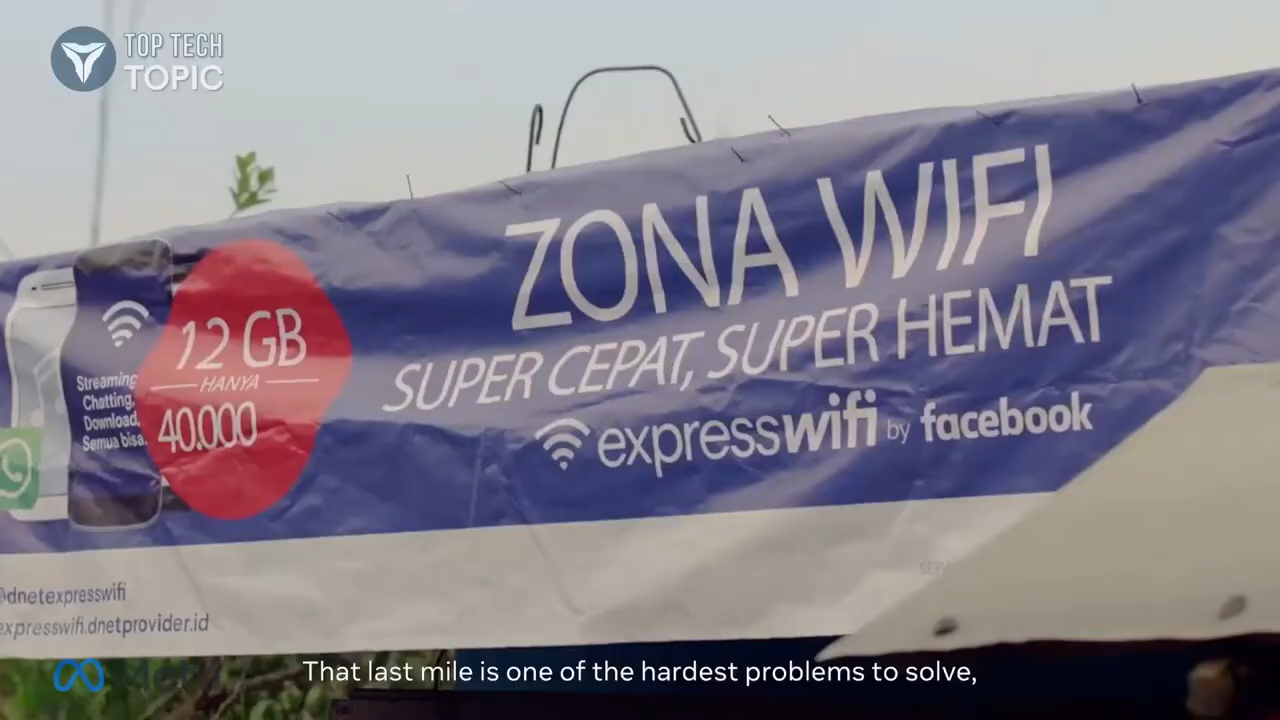 TOP TECH
TOPIC
ZONA WIFI
SUPER CEPAT, SUPER HEMAT
expresswifi by facebook
12 GB
HANYA
40.000
Streaming,
Chatting,
Download,
Semua bisa.
dnetexpresswifi
expresswifi.dnetprovider.id
That last mile is one of the hardest problems to solve,